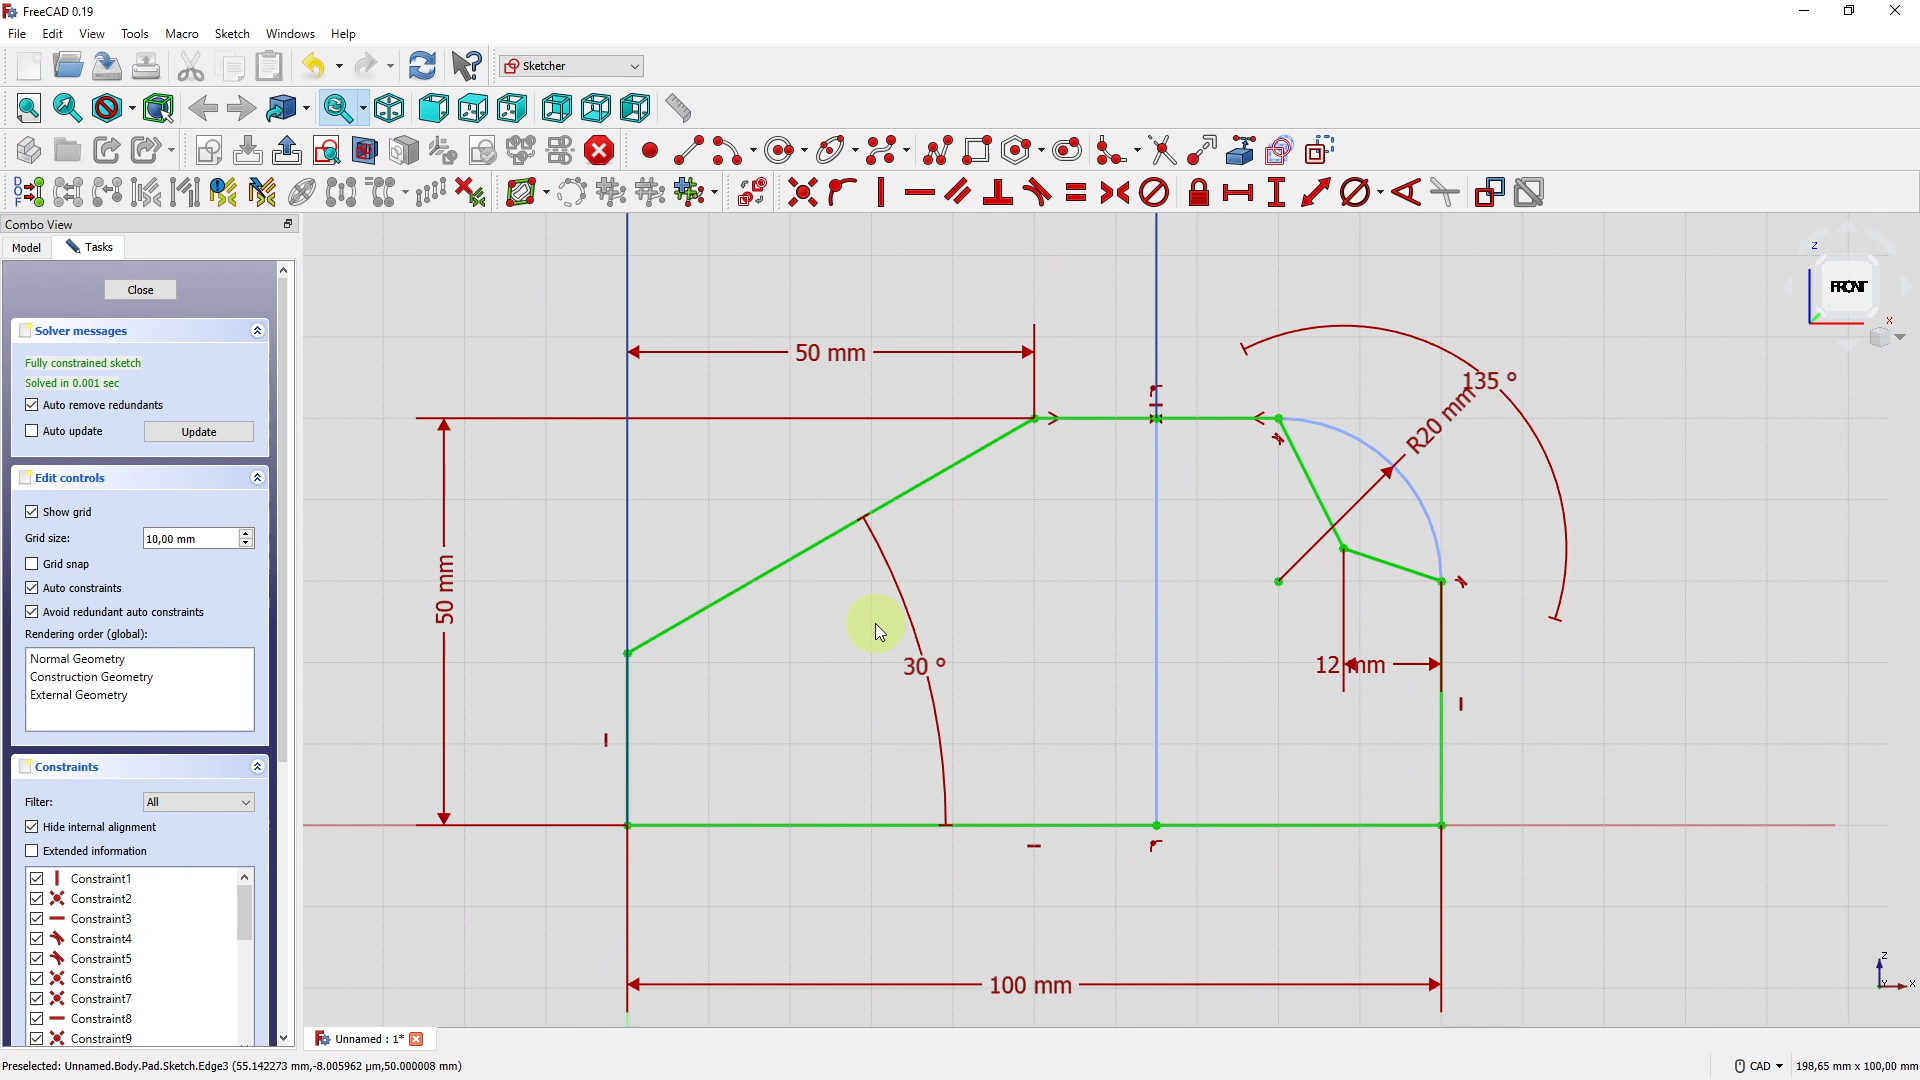 FreeCAD 0.19
File Edit View Tools Macro Sketch Windows Help
Sketcher
Combo View
Model Tasks
Close
Solver messages
Fully constrained sketch
Solved in 0.001 sec
Auto remove redundants
Auto update Update
Edit controls
Show grid
Grid size: 10,00 mm
Grid snap
Auto constraints
Avoid redundant auto constraints
Rendering order (global):
Normal Geometry
Construction Geometry
External Geometry
Constraints
Filter: All
Hide internal alignment
Extended information
Constraint1
Constraint2
Constraint3
Constraint4
Constraint5
Constraint6
Constraint7
Constraint8
Constraint9
50 mm
135 °
R20 mm
50 mm
30 °
12 mm
100 mm
Z
FRONT
X
Z
Y X
Unnamed : 1*
Preselected: Unnamed.Body.Pad.Sketch.Edge3 (55.142273 mm,-8.005962 µm,50.000008 mm)
CAD
198,65 mm x 100,00 mm